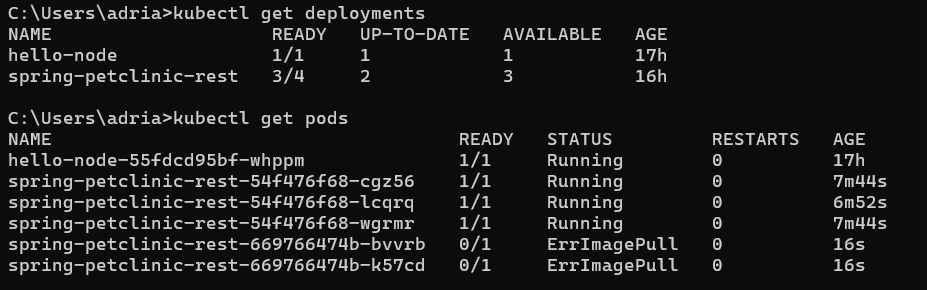 C:\Users\adria>kubectl get deployments
NAME READY UP-TO-DATE AVAILABLE AGE
hello-node 1/1 1 1 17h
spring-petclinic-rest 3/4 2 3 16h
C:\Users\adria>kubectl get pods
NAME READY STATUS RESTARTS AGE
hello-node-55fdcd95bf-whppm 1/1 Running 0 17h
spring-petclinic-rest-54f476f68-cgz56 1/1 Running 0 7m44s
spring-petclinic-rest-54f476f68-lcqrq 1/1 Running 0 6m52s
spring-petclinic-rest-54f476f68-wgrmr 1/1 Running 0 7m44s
spring-petclinic-rest-669766474b-bvvrb 0/1 ErrImagePull 0 16s
spring-petclinic-rest-669766474b-k57cd 0/1 ErrImagePull 0 16s